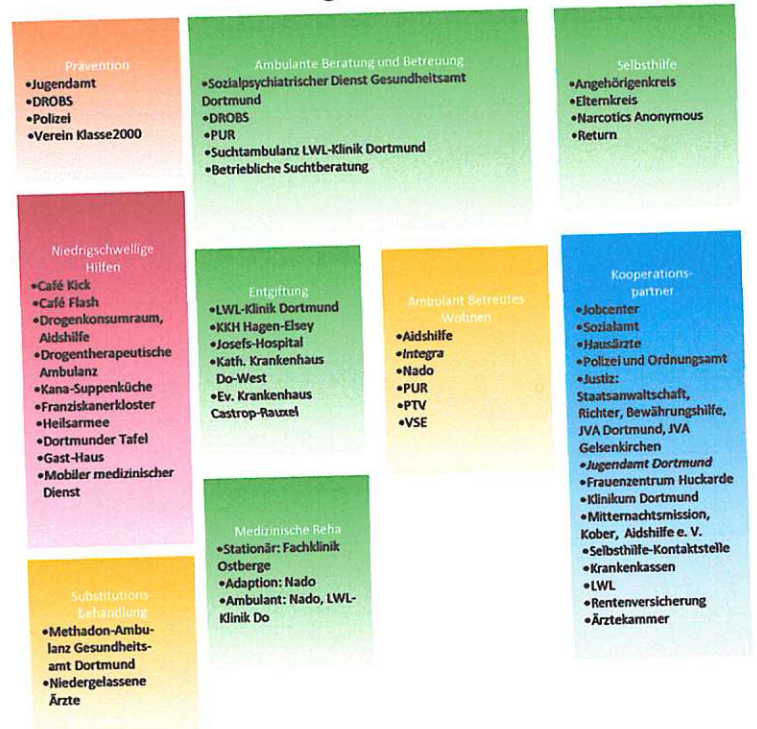 Prävention
•Jugendamt
•DROBS
•Polizei
•Verein Klasse2000
Ambulante Beratung und Betreuung
•Sozialpsychiatrischer Dienst Gesundheitsamt
Dortmund
•DROBS
•PUR
•Suchtambulanz LWL-Klinik Dortmund
•Betriebliche Suchtberatung
Selbsthilfe
•Angehörigenkreis
•Elternkreis
•Narcotics Anonymous
•Return
Niedrigschwellige
Hilfen
•Café Kick
•Café Flash
•Drogenkonsumraum,
Aidshilfe
•Drogentherapeutische
Ambulanz
•Kana-Suppenküche
•Franziskanerkloster
•Heilsarmee
•Dortmunder Tafel
•Gast-Haus
•Mobiler medizinischer
Dienst
Entgiftung
•LWL-Klinik Dortmund
•KKH Hagen-Elsey
•Josefs-Hospital
•Kath. Krankenhaus
Do-West
•Ev. Krankenhaus
Castrop-Rauxel
Ambulant Betreutes
Wohnen
•Aidshilfe
•Integra
•Nado
•PUR
•PTV
•VSE
Kooperations-
partner
•Jobcenter
•Sozialamt
•Hausärzte
•Polizei und Ordnungsamt
•Justiz:
Staatsanwaltschaft,
Richter, Bewährungshilfe,
JVA Dortmund, JVA
Gelsenkirchen
•Jugendamt Dortmund
•Frauenzentrum Huckarde
•Klinikum Dortmund
•Mitternachtsmission,
Kober, Aidshilfe e. V.
•Selbsthilfe-Kontaktstelle
•Krankenkassen
•LWL
•Rentenversicherung
•Ärztekammer
Medizinische Reha
•Stationär: Fachklinik
Ostberge
•Adaption: Nado
•Ambulant: Nado, LWL-
Klinik Do
Substitutions-
behandlung
•Methadon-Ambu-
lanz Gesundheits-
amt Dortmund
•Niedergelassene
Ärzte